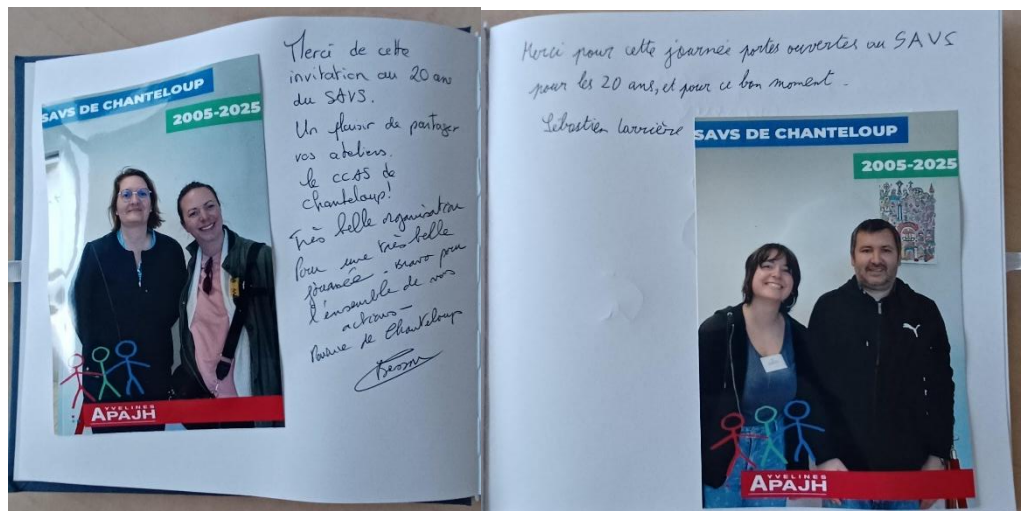 Merci de cette
invitation au 20 ans
du SAVS.
Un plaisir de partager
vos ateliers.
le CCAS de
chanteloup!
Très belle organisation
Pour une très belle
journée - Bravo pour
l'ensemble de vos
actions -
de Chanteloup
SAVS DE CHANTELOUP
2005-2025
YVELINES
APAJH
Merci pour cette journée portes ouvertes au SAVS
pour les 20 ans, et pour ce bon moment.
Sébastien Larrière
SAVS DE CHANTELOUP
2005-2025
YVELINES
APAJH